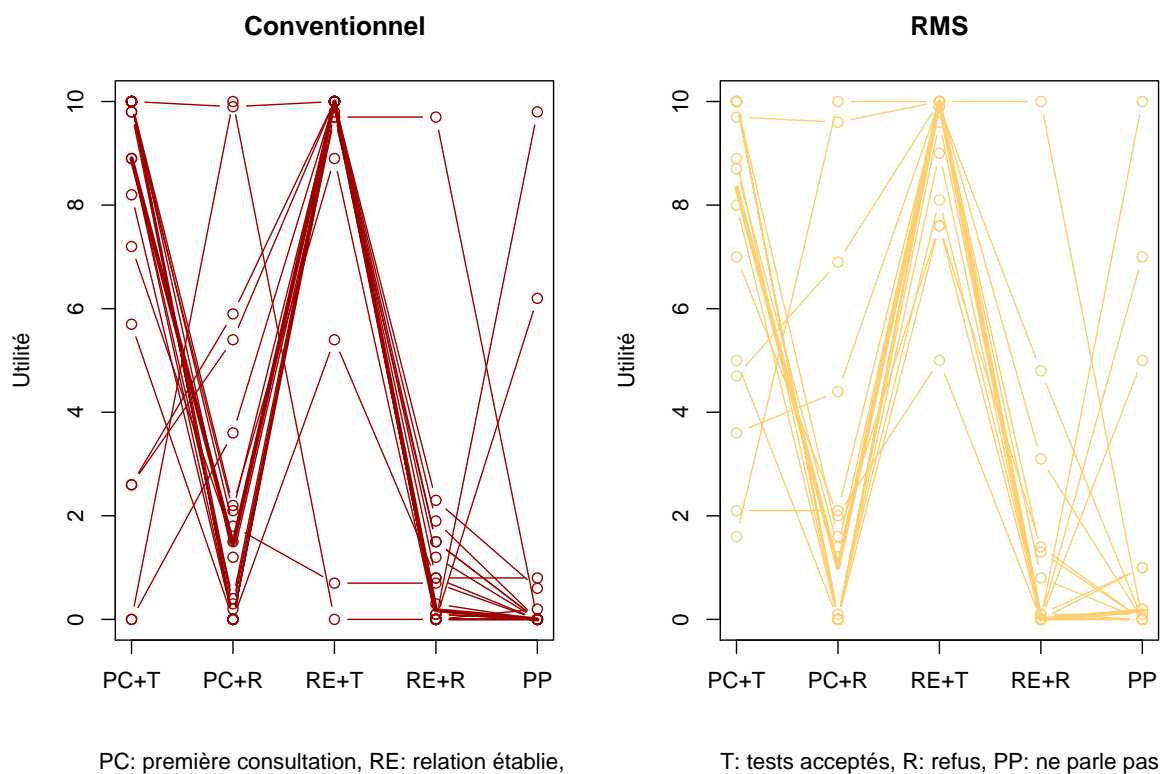 Conventionnel
RMS
Utilité
10
8
6
4
2
0
PC+T PC+R RE+T RE+R PP
Utilité
10
8
6
4
2
0
PC+T PC+R RE+T RE+R PP
PC: première consultation, RE: relation établie,
T: tests acceptés, R: refus, PP: ne parle pas